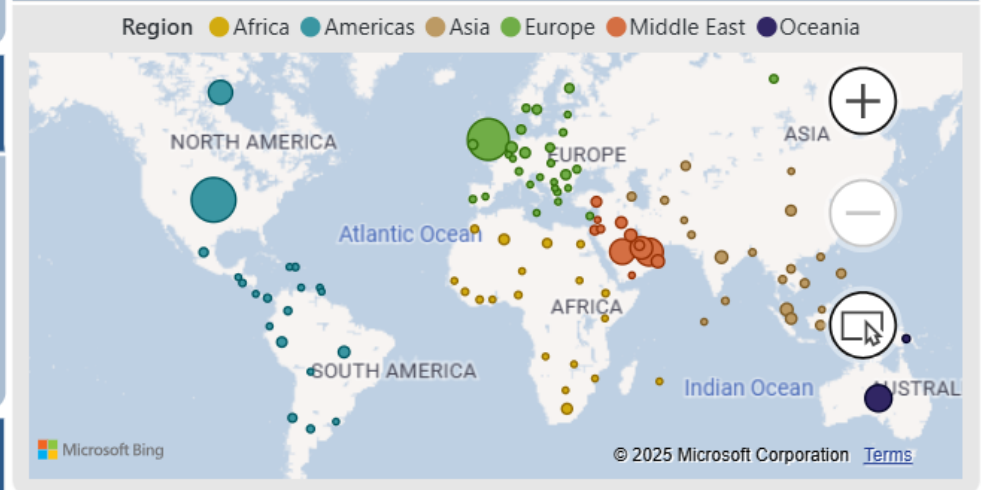 Region Africa Americas Asia Europe Middle East Oceania
ASIA
NORTH AMERICA
EUROPE
Atlantic Ocean
AFRICA
SOUTH AMERICA
Indian Ocean
AUSTRAL
Microsoft Bing
© 2025 Microsoft Corporation Terms